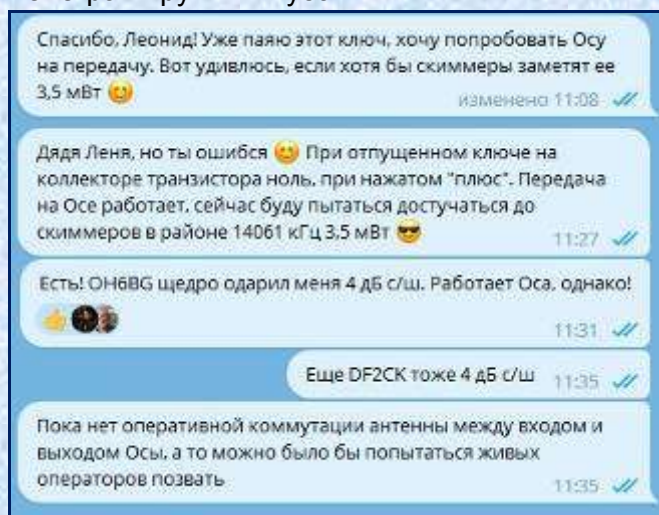 Спасибо, Леонид! Уже паяю этот ключ, хочу попробовать Осу
на передачу. Вот удивлюсь, если хотя бы скиммеры заметят ее
3,5 мВт 😊
изменено 11:08
Дядя Леня, но ты ошибся 😊 При отпущенном ключе на
коллекторе транзистора ноль, при нажатом "плюс". Передача
на Осе работает, сейчас буду пытаться достучаться до
скиммеров в районе 14061 кГц 3,5 мВт 😎
11:27
Есть! OH6BG щедро одарил меня 4 дБ с/ш. Работает Оса, однако!
👍
11:31
Еще DF2CK тоже 4 дБ с/ш 11:35
Пока нет оперативной коммутации антенны между входом и
выходом Осы, а то можно было бы попытаться живых
операторов позвать
11:35